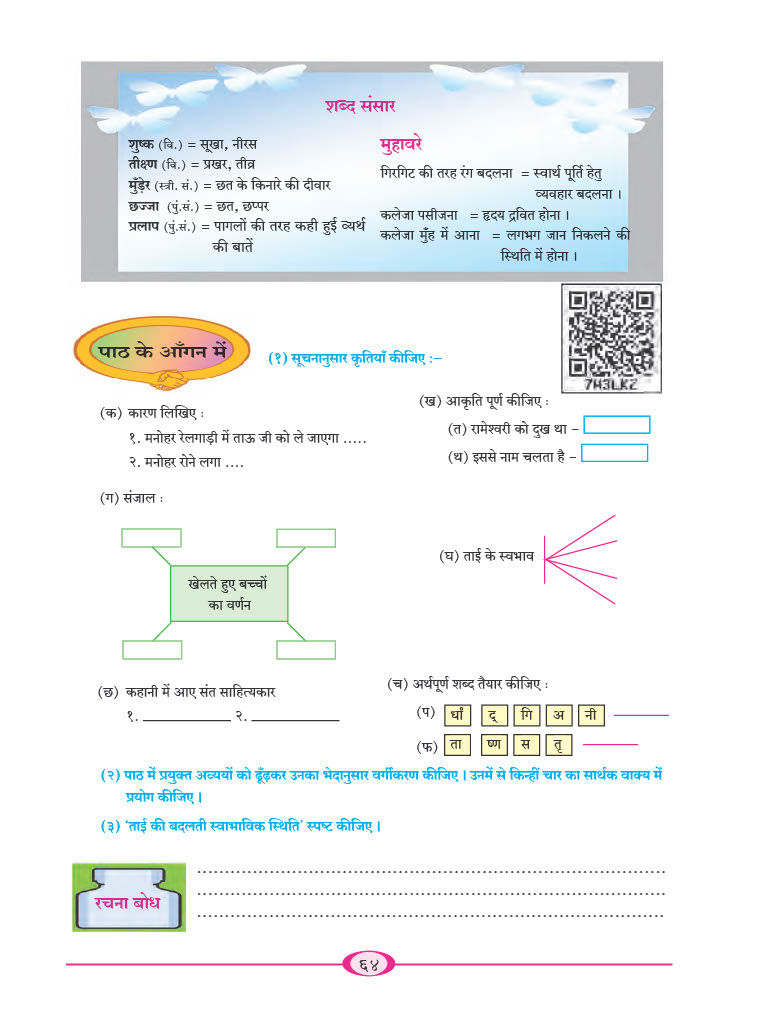 शब्द संसार
शुष्क (वि.) = सूखा, नीरस
तीक्ष्ण (वि.) = प्रखर, तीव्र
मुँड़ेर (स्त्री. सं.) = छत के किनारे की दीवार
छज्जा (पुं.सं.) = छत, छप्पर
प्रलाप (पुं.सं.) = पागलों की तरह कही हुई व्यर्थ
की बातें
मुहावरे
गिरगिट की तरह रंग बदलना = स्वार्थ पूर्ति हेतु
व्यवहार बदलना ।
कलेजा पसीजना = हृदय द्रवित होना ।
कलेजा मुँह में आना = लगभग जान निकलने की
स्थिति में होना ।
7H3LKZ
पाठ के आँगन में
(१) सूचनानुसार कृतियाँ कीजिए :-
(क) कारण लिखिए :
१. मनोहर रेलगाड़ी में ताऊ जी को ले जाएगा .....
२. मनोहर रोने लगा ....
(ख) आकृति पूर्ण कीजिए :
(त) रामेश्वरी को दुख था -
(थ) इससे नाम चलता है -
(ग) संजाल :
खेलते हुए बच्चों
का वर्णन
(घ) ताई के स्वभाव
(छ) कहानी में आए संत साहित्यकार
१. ____________ २. ____________
(च) अर्थपूर्ण शब्द तैयार कीजिए :
(प) र्धां द् गि अ नी
(फ) ता ष्ण स तृ
(२) पाठ में प्रयुक्त अव्ययों को ढूँढ़कर उनका भेदानुसार वर्गीकरण कीजिए । उनमें से किन्हीं चार का सार्थक वाक्य में
प्रयोग कीजिए ।
(३) 'ताई की बदलती स्वाभाविक स्थिति' स्पष्ट कीजिए ।
रचना बोध
६४